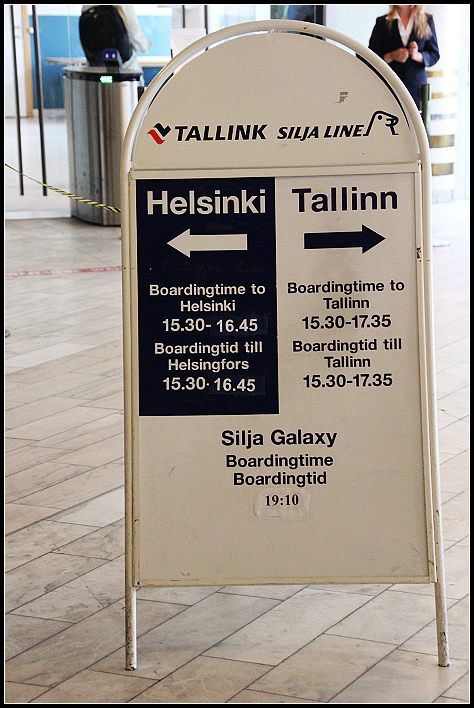 TALLINK SILJA LINE
Helsinki
Boardingtime to
Helsinki
15.30- 16.45
Boardingtid till
Helsingfors
15.30- 16.45
Tallinn
Boardingtime to
Tallinn
15.30-17.35
Boardingtid till
Tallinn
15.30-17.35
Silja Galaxy
Boardingtime
Boardingtid
19:10